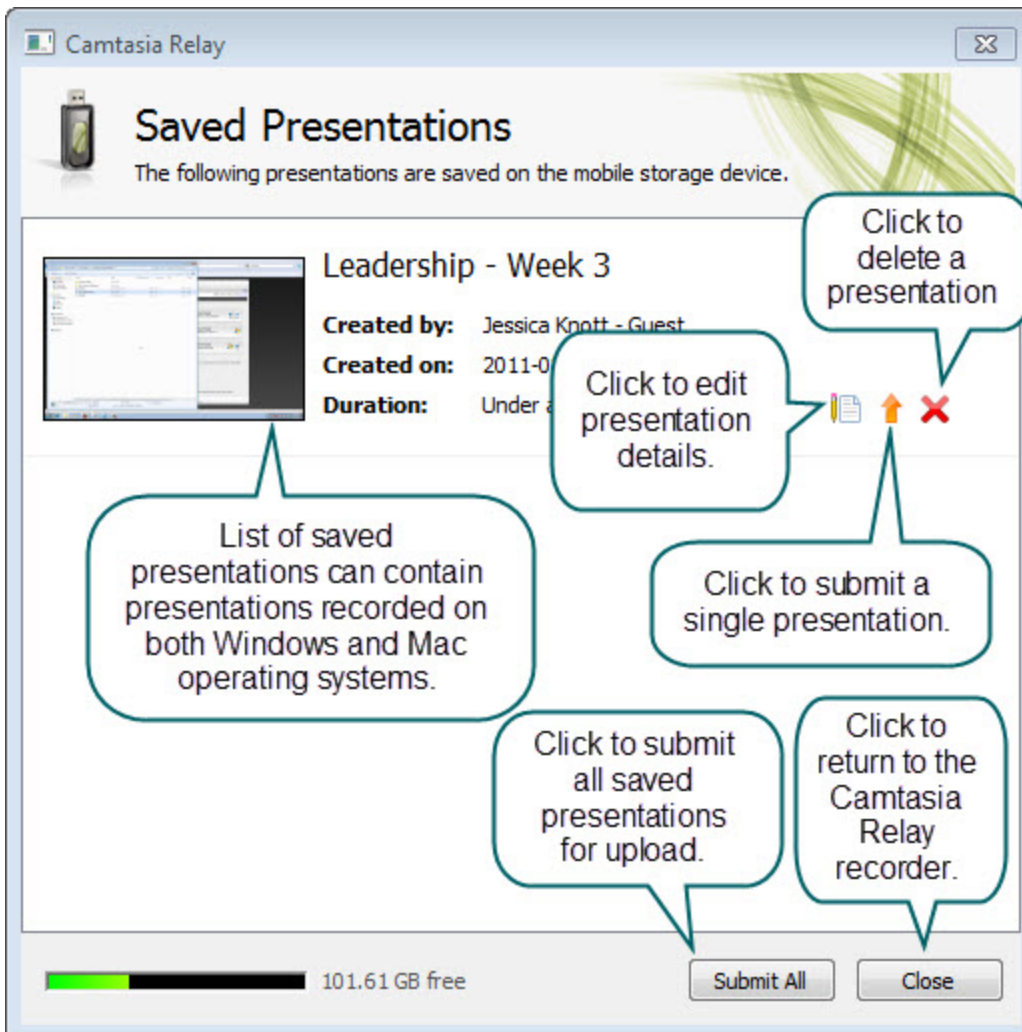 Camtasia Relay
Saved Presentations
The following presentations are saved on the mobile storage device.
Click to
delete a
presentation
Leadership - Week 3
Created by: Jessica Knott - Guest
Created on: 2011-0
Duration: Under a
Click to edit
presentation
details.
List of saved
presentations can contain
presentations recorded on
both Windows and Mac
operating systems.
Click to submit a
single presentation.
Click to submit
all saved
presentations
for upload.
Click to
return to the
Camtasia
Relay
recorder.
101.61 GB free
Submit All
Close